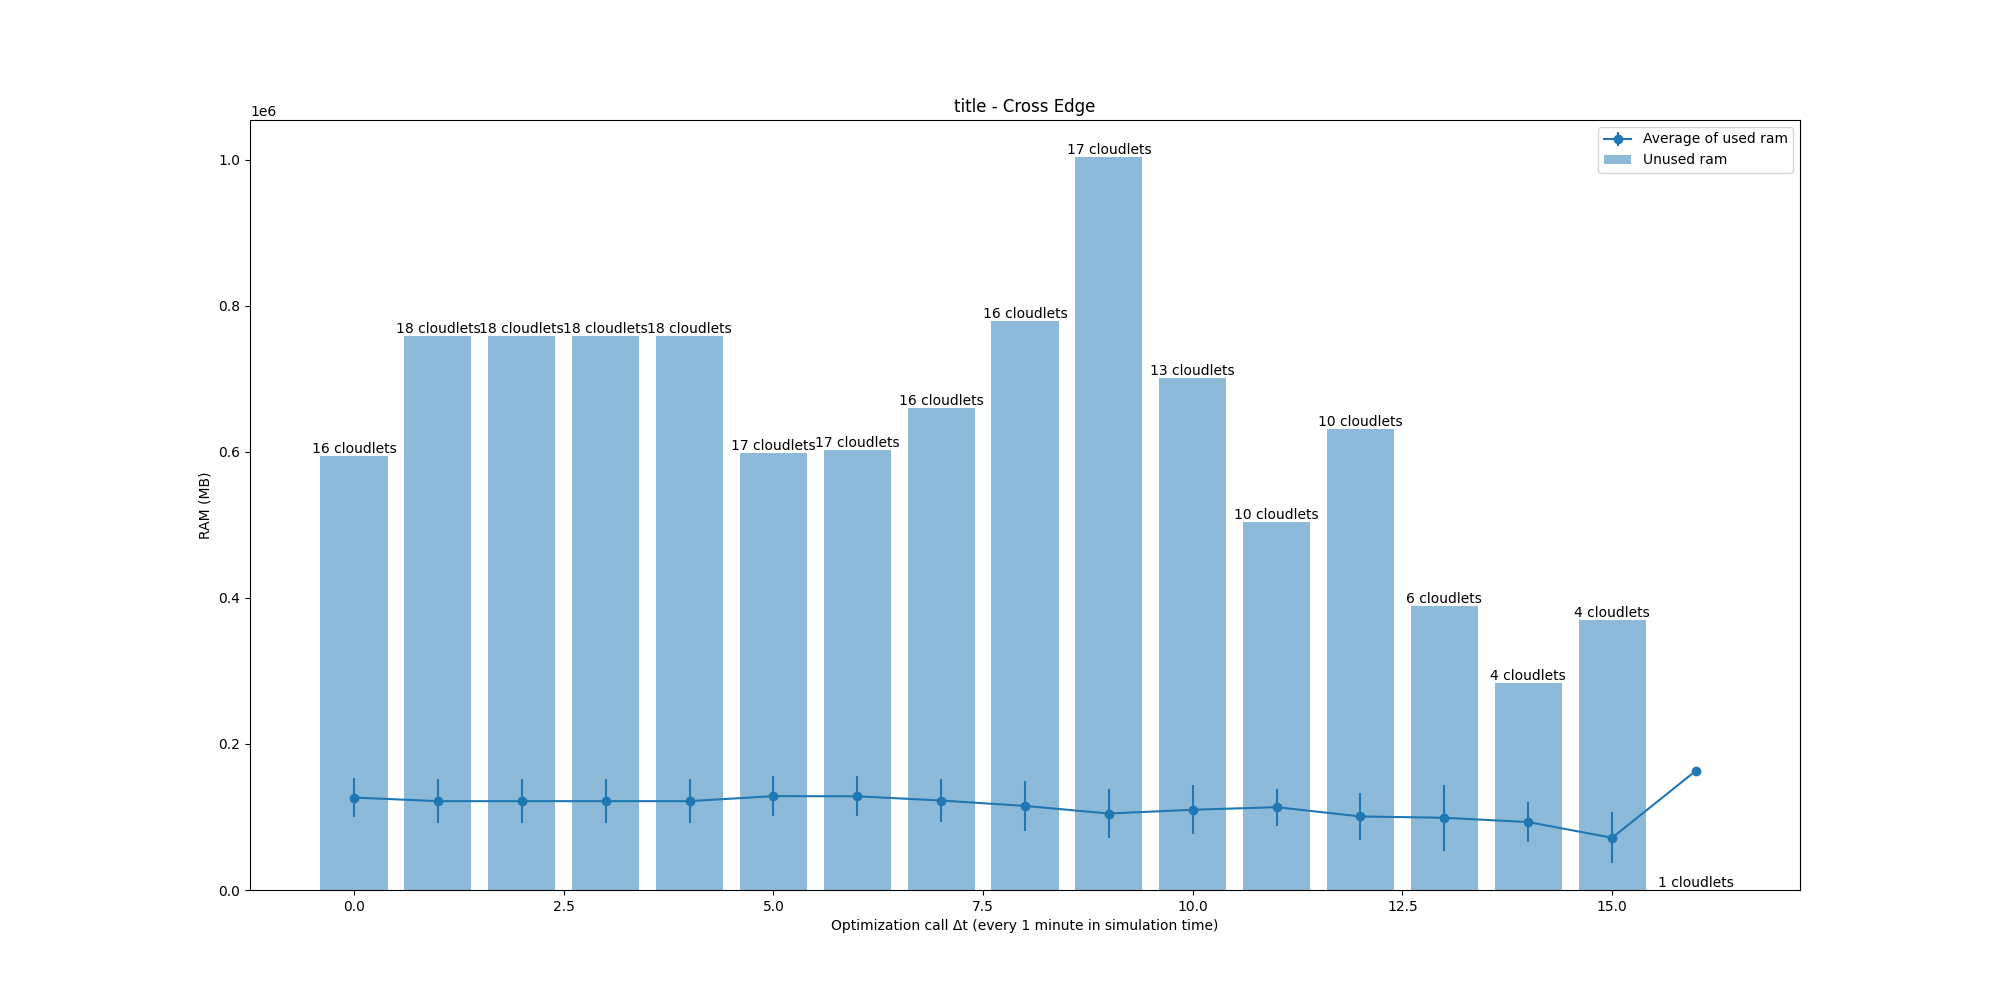 title - Cross Edge
1e6
Average of used ram
Unused ram
1.0
0.8
0.6
0.4
0.2
0.0
RAM (MB)
16 cloudlets
18 cloudlets
18 cloudlets
18 cloudlets
18 cloudlets
17 cloudlets
17 cloudlets
16 cloudlets
16 cloudlets
17 cloudlets
13 cloudlets
10 cloudlets
10 cloudlets
6 cloudlets
4 cloudlets
4 cloudlets
1 cloudlets
0.0 2.5 5.0 7.5 10.0 12.5 15.0
Optimization call Δt (every 1 minute in simulation time)